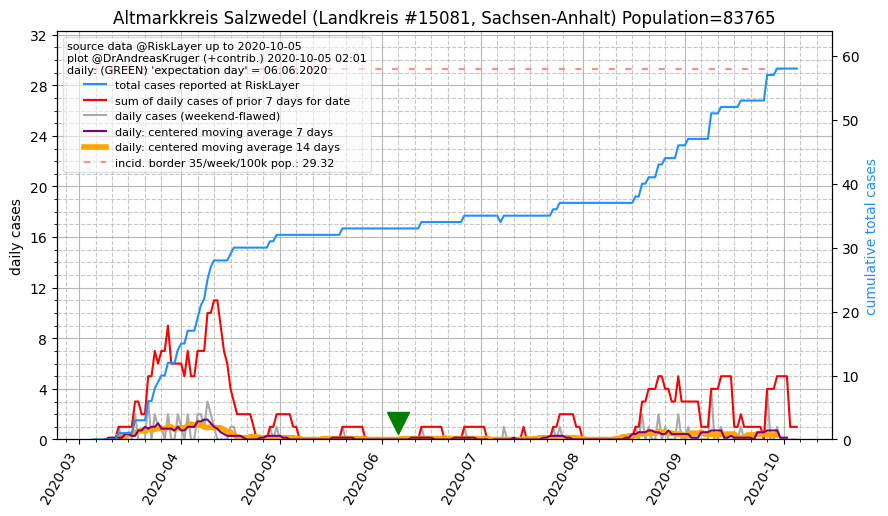 Altmarkkreis Salzwedel (Landkreis #15081, Sachsen-Anhalt) Population=83765
source data @RiskLayer up to 2020-10-05
plot @DrAndreasKruger (+contrib.) 2020-10-05 02:01
daily: (GREEN) 'expectation day' = 06.06.2020
total cases reported at RiskLayer
sum of daily cases of prior 7 days for date
daily cases (weekend-flawed)
daily: centered moving average 7 days
daily: centered moving average 14 days
incid. border 35/week/100k pop.: 29.32
daily cases
32
28
24
20
16
12
8
4
0
60
50
40
30
20
10
0
cumulative total cases
2020-03
2020-04
2020-05
2020-06
2020-07
2020-08
2020-09
2020-10